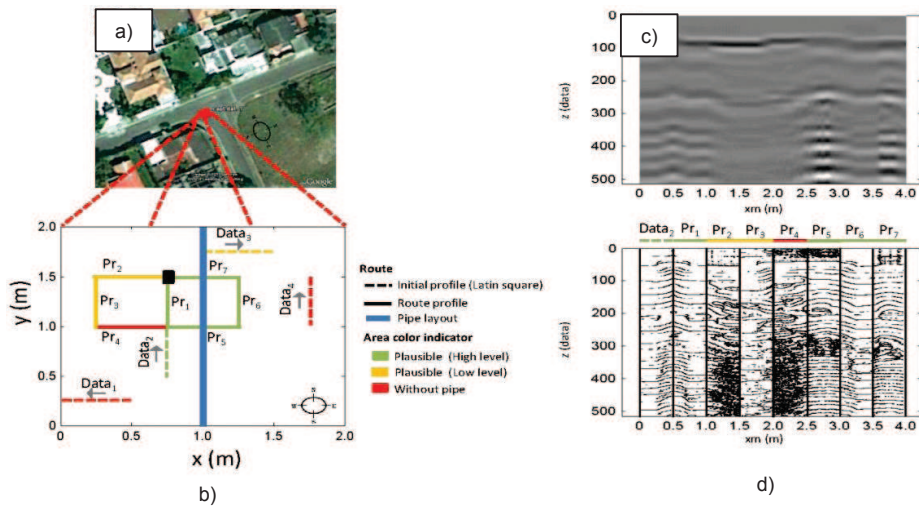 a)
Google
2.0
1.5
1.0
0.5
0
y (m)
0
0.5
1.0
1.5
2.0
x (m)
Data₃
Pr₂
Pr₇
Pr₃
Pr₁
Pr₆
Data₄
Pr₄
Pr₅
Data₂
Data₁
b)
Route
Initial profile (Latin square)
Route profile
Pipe layout
Area color indicator
Plausible (High level)
Plausible (Low level)
Without pipe
c)
0
100
200
300
400
500
z (data)
0 0.5 1.0 1.5 2.0 2.5 3.0 3.5 4.0
xm (m)
Data₂ Pr₁ Pr₂ Pr₃ Pr₄ Pr₅ Pr₆ Pr₇
0
100
200
300
400
500
z (data)
0 0.5 1.0 1.5 2.0 2.5 3.0 3.5 4.0
xm (m)
d)